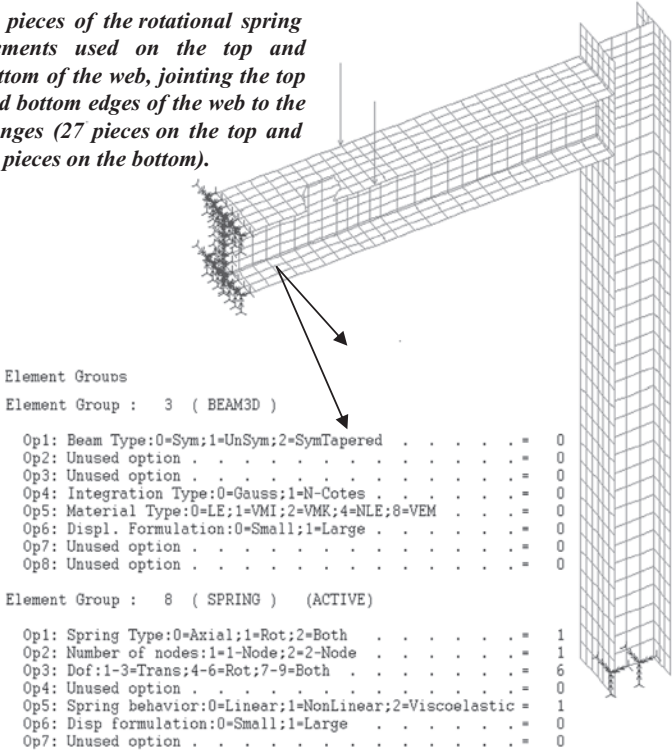 pieces of the rotational spring
ments used on the top and
ttom of the web, jointing the top
d bottom edges of the web to the
nges (27 pieces on the top and
pieces on the bottom).
Element Groups
Element Group : 3 ( BEAM3D )
Op1: Beam Type:0=Sym;1=UnSym;2=SymTapered . . . . . = 0
Op2: Unused option . . . . . . . . . . . . . . = 0
Op3: Unused option . . . . . . . . . . . . . . = 0
Op4: Integration Type:0=Gauss;1=N-Cotes . . . . . . = 0
Op5: Material Type:0=LE;1=VMI;2=VMK;4=NLE;8=VEM . . . = 0
Op6: Displ. Formulation:0=Small;1=Large . . . . . . = 0
Op7: Unused option . . . . . . . . . . . . . . = 0
Op8: Unused option . . . . . . . . . . . . . . = 0
Element Group : 8 ( SPRING ) (ACTIVE)
Op1: Spring Type:0=Axial;1=Rot;2=Both . . . . . . . = 1
Op2: Number of nodes:1=1-Node;2=2-Node . . . . . . = 1
Op3: Dof:1-3=Trans;4-6=Rot;7-9=Both . . . . . . . = 6
Op4: Unused option . . . . . . . . . . . . . . = 0
Op5: Spring behavior:0=Linear;1=NonLinear;2=Viscoelastic = 1
Op6: Disp formulation:0=Small;1=Large . . . . . . . = 0
Op7: Unused option . . . . . . . . . . . . . . = 0